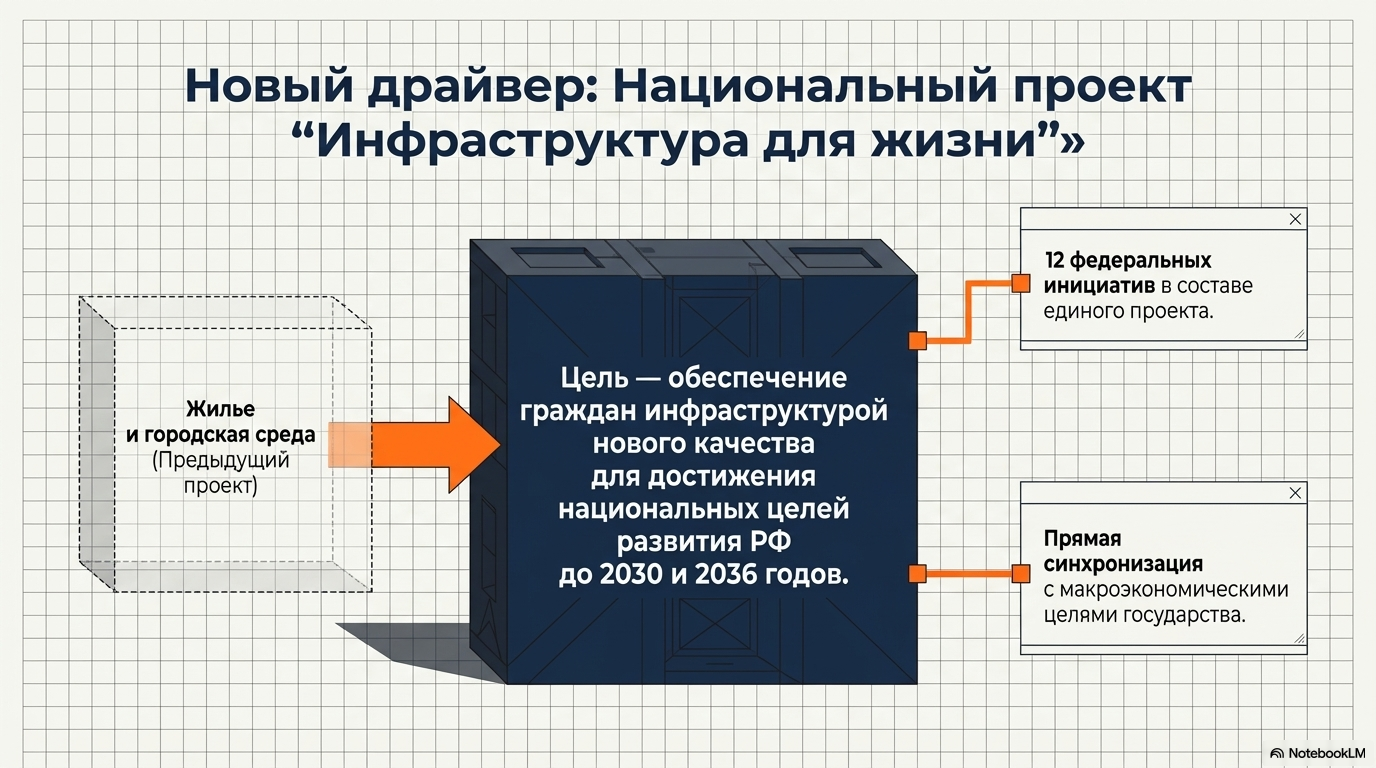 Новый драйвер: Национальный проект
“Инфраструктура для жизни”»
Жилье
и городская среда
(Предыдущий
проект)
Цель — обеспечение
граждан инфраструктурой
нового качества
для достижения
национальных целей
развития РФ
до 2030 и 2036 годов.
12 федеральных
инициатив в составе
единого проекта.
Прямая
синхронизация
с макроэкономическими
целями государства.
NotebookLM